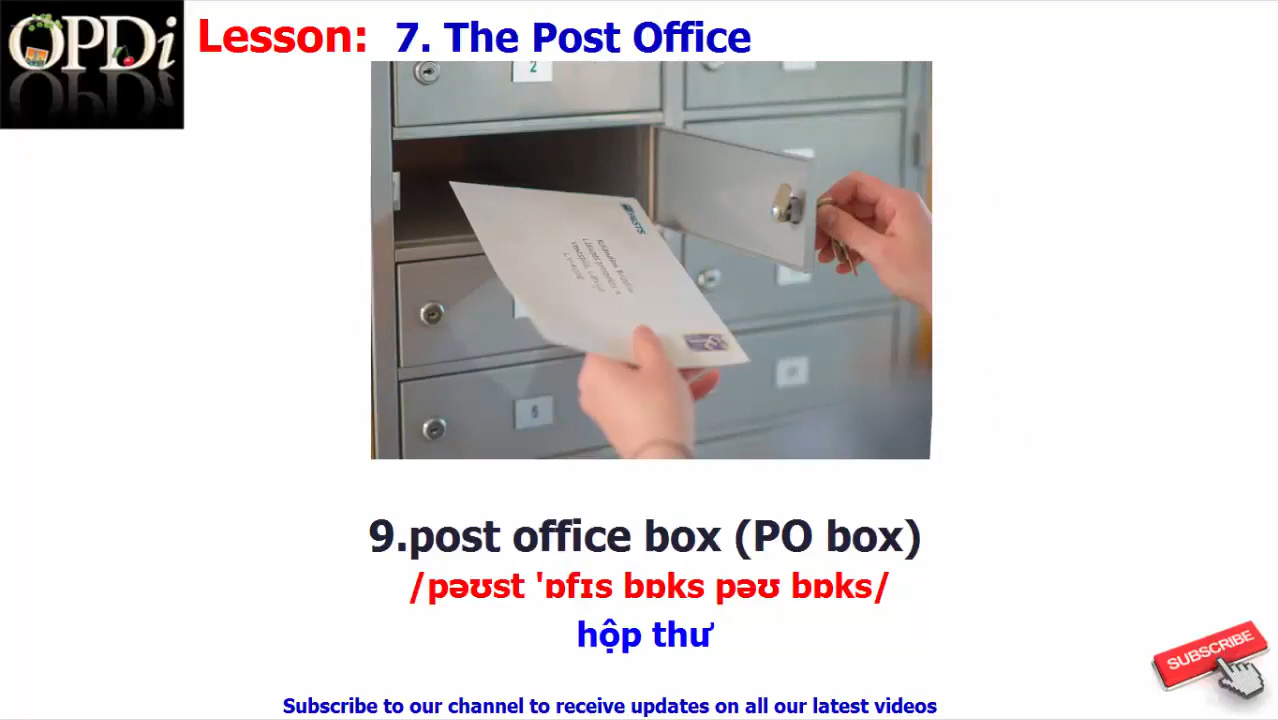 OPDi
Lesson: 7. The Post Office
2
6
9.post office box (PO box)
/pəʊst 'ɒfɪs bɒks pəʊ bɒks/
hộp thư
SUBSCRIBE
Subscribe to our channel to receive updates on all our latest videos